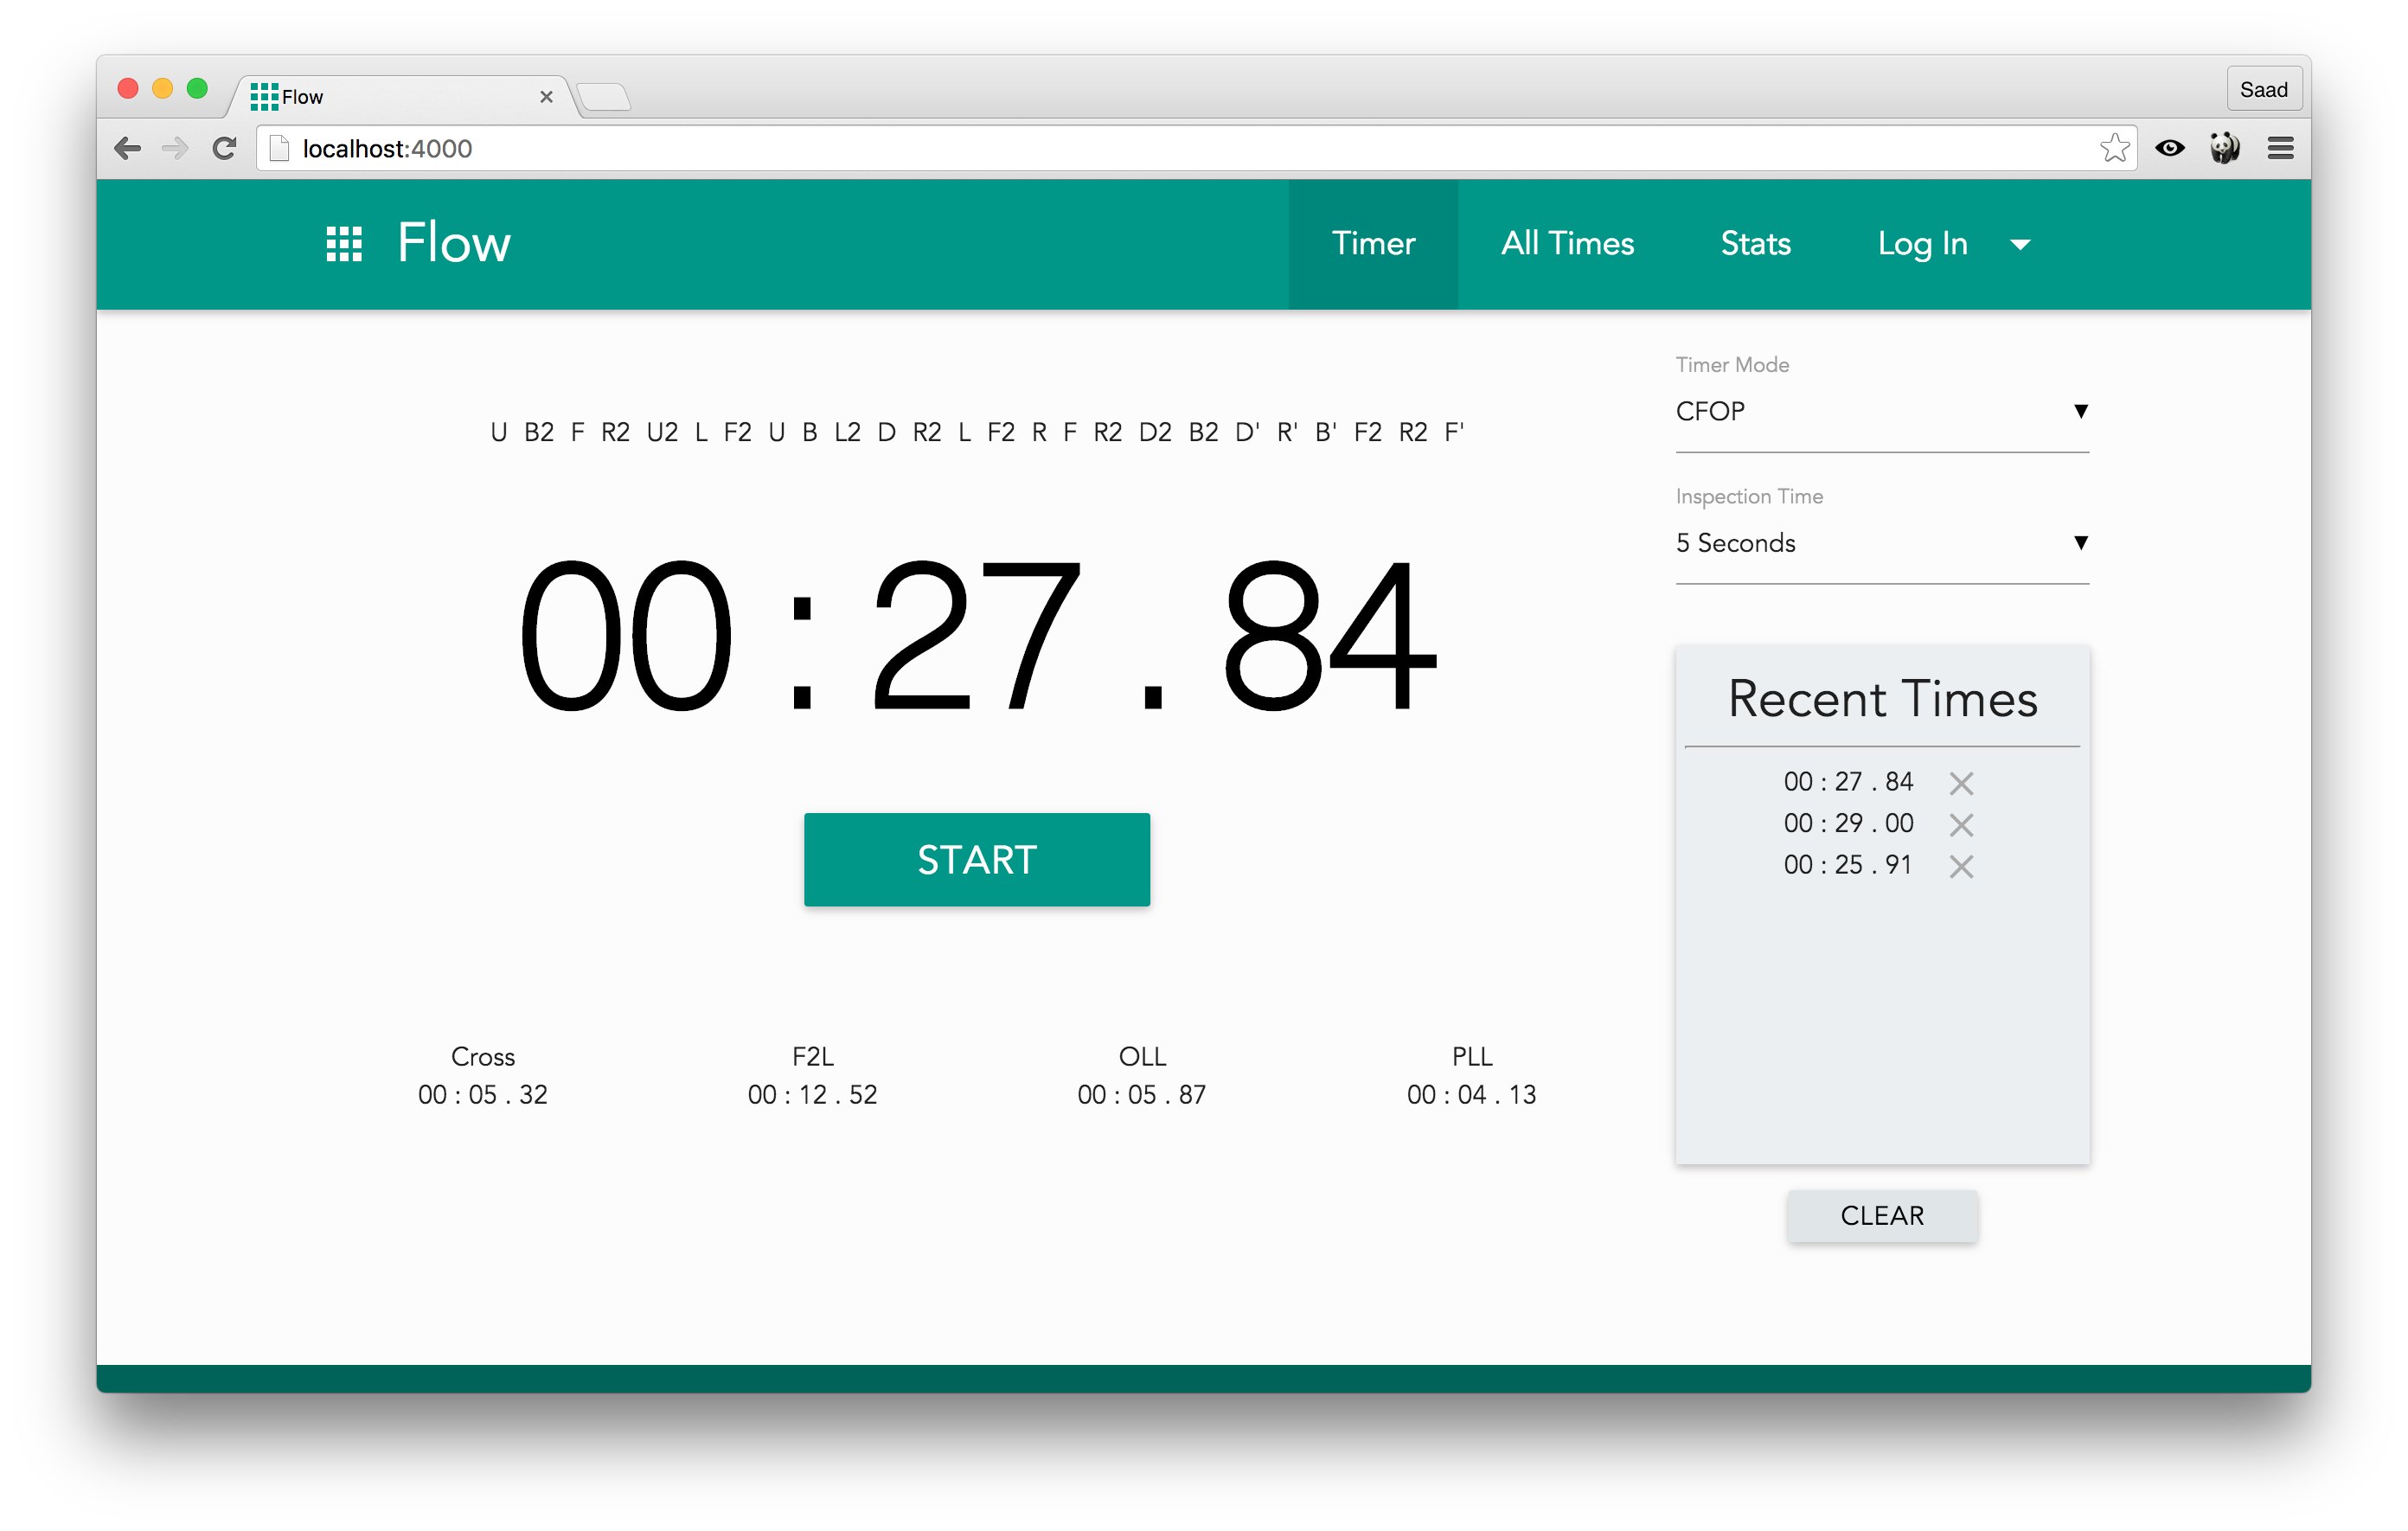 Flow
Saad
localhost:4000
Flow
Timer
All Times
Stats
Log In
U B2 F R2 U2 L F2 U B L2 D R2 L F2 R F R2 D2 B2 D' R' B' F2 R2 F'
00 : 27 . 84
START
Cross
00 : 05 . 32
F2L
00 : 12 . 52
OLL
00 : 05 . 87
PLL
00 : 04 . 13
Timer Mode
CFOP
Inspection Time
5 Seconds
Recent Times
00 : 27 . 84
00 : 29 . 00
00 : 25 . 91
CLEAR